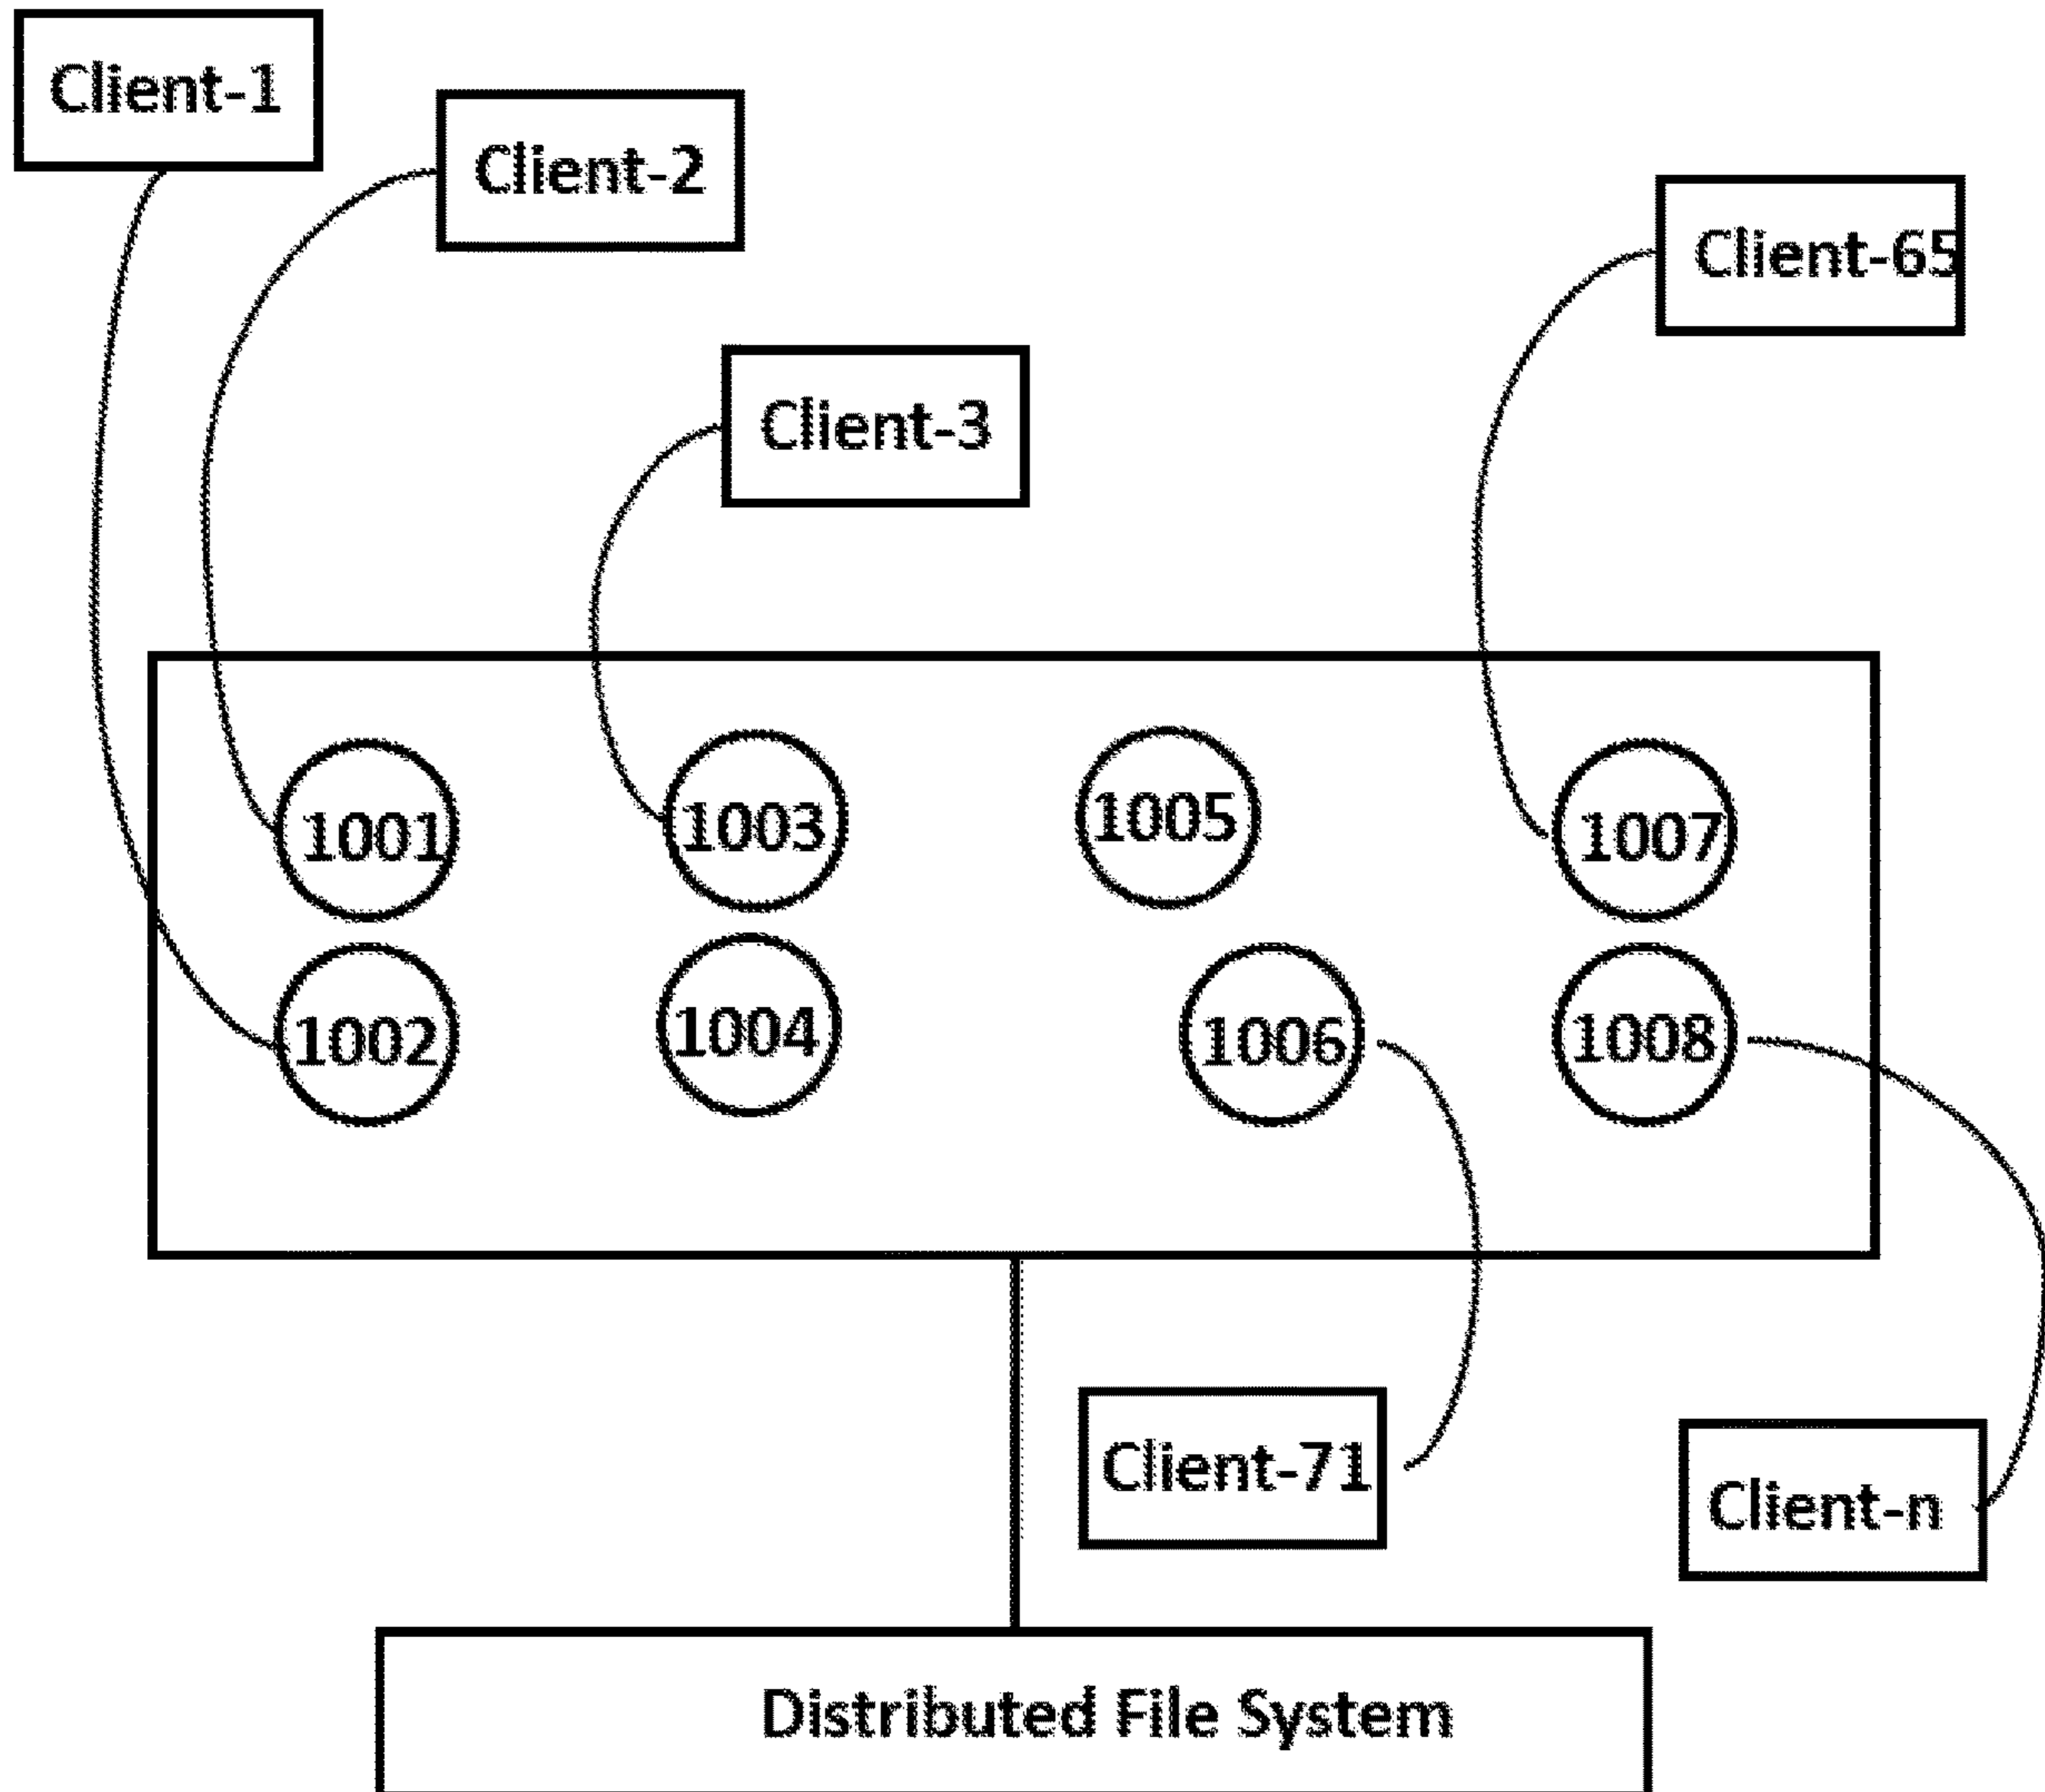 Client-1
Client-2
Client-65
Client-3
1001
1003
1005
1007
1002
1004
1006
1008
Client-71
Client-n
Distributed File System